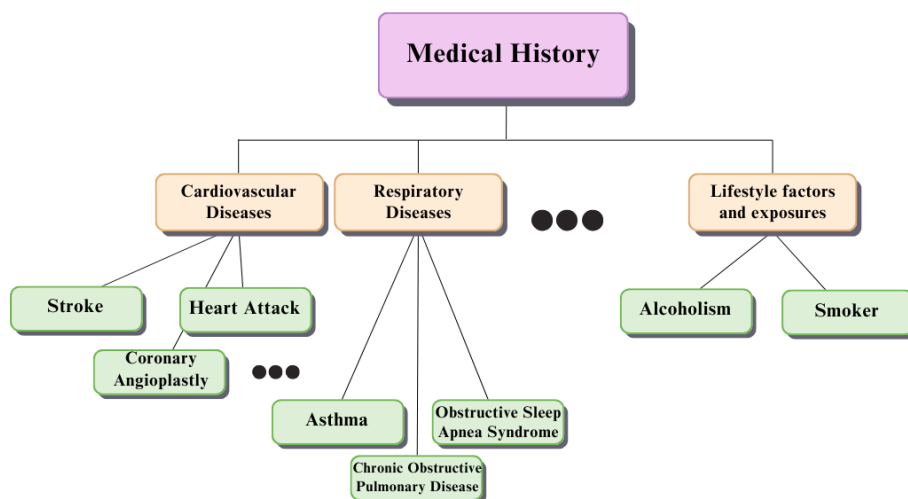 Medical History
Cardiovascular
Diseases
Respiratory
Diseases
Lifestyle factors
and exposures
Stroke
Heart Attack
Coronary
Angioplastly
Alcoholism
Smoker
Asthma
Obstructive Sleep
Apnea Syndrome
Chronic Obstructive
Pulmonary Disease